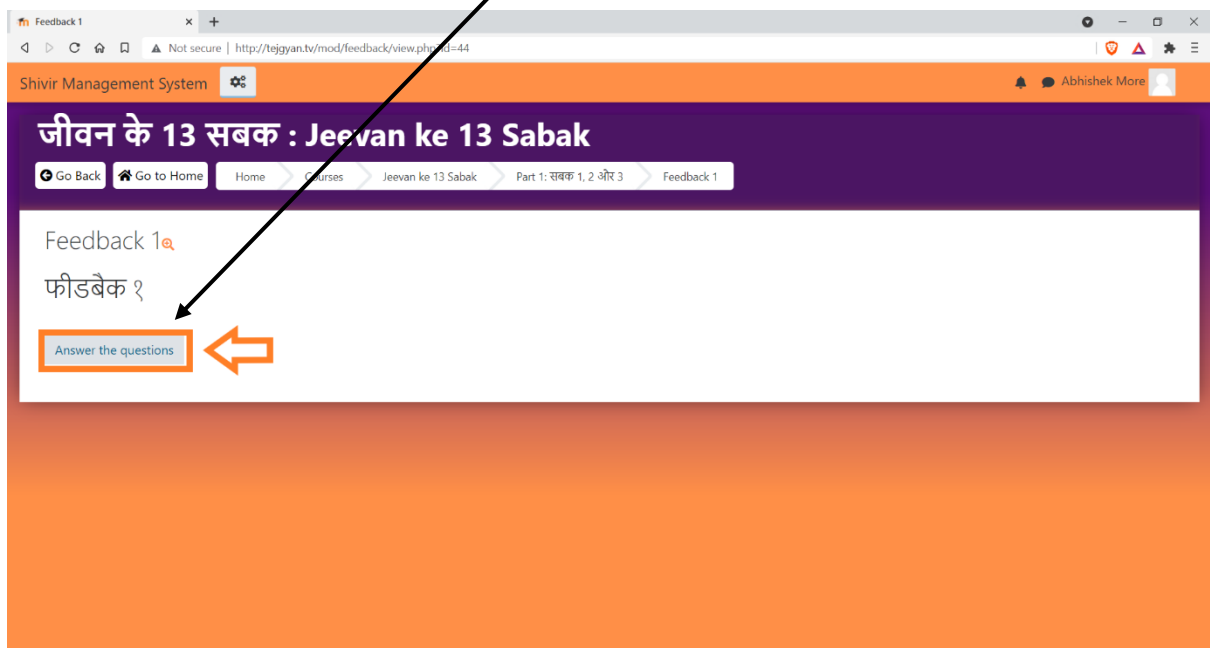 Feedback 1
Not secure | http://tejgyan.tv/mod/feedback/view.php?id=44
Shivir Management System
Abhishek More
जीवन के 13 सबक : Jeevan ke 13 Sabak
Go Back Go to Home Home Courses Jeevan ke 13 Sabak Part 1: सबक 1, 2 ओर 3 Feedback 1
Feedback 1
फीडबैक १
Answer the questions